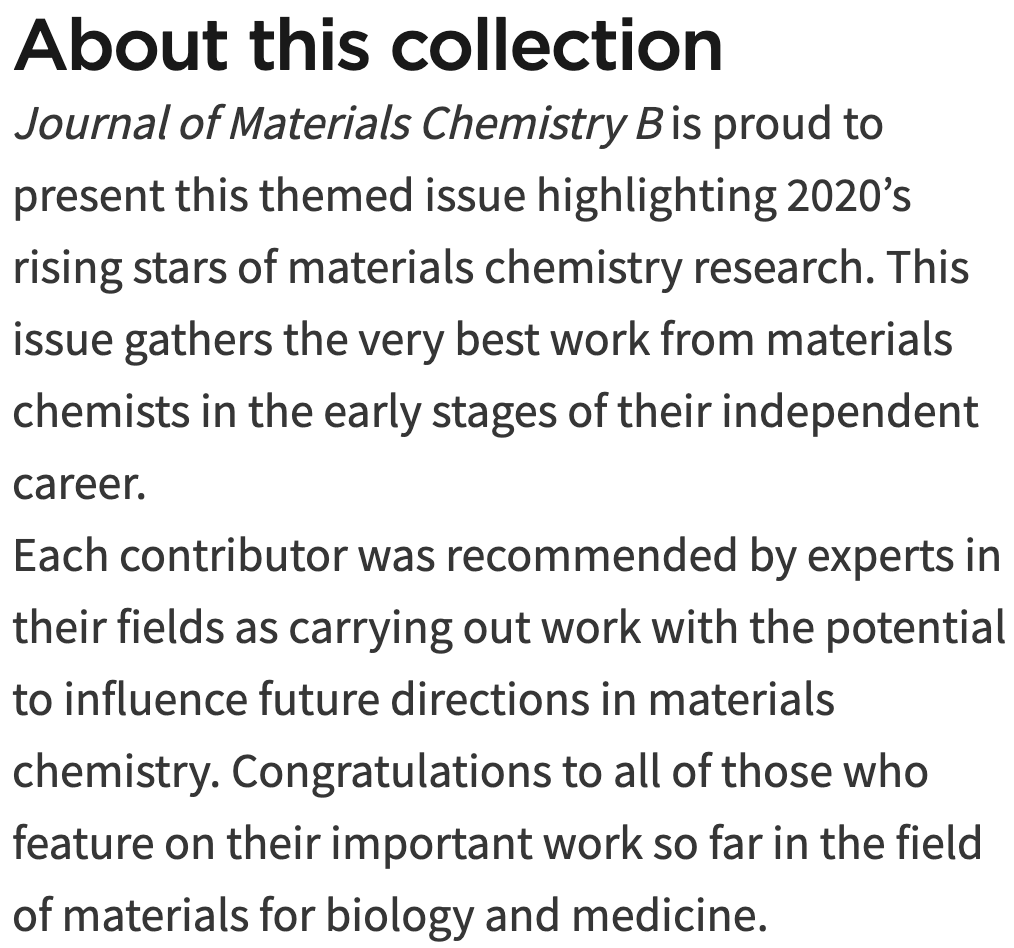 About this collection
Journal of Materials Chemistry B is proud to
present this themed issue highlighting 2020’s
rising stars of materials chemistry research. This
issue gathers the very best work from materials
chemists in the early stages of their independent
career.
Each contributor was recommended by experts in
their fields as carrying out work with the potential
to influence future directions in materials
chemistry. Congratulations to all of those who
feature on their important work so far in the field
of materials for biology and medicine.